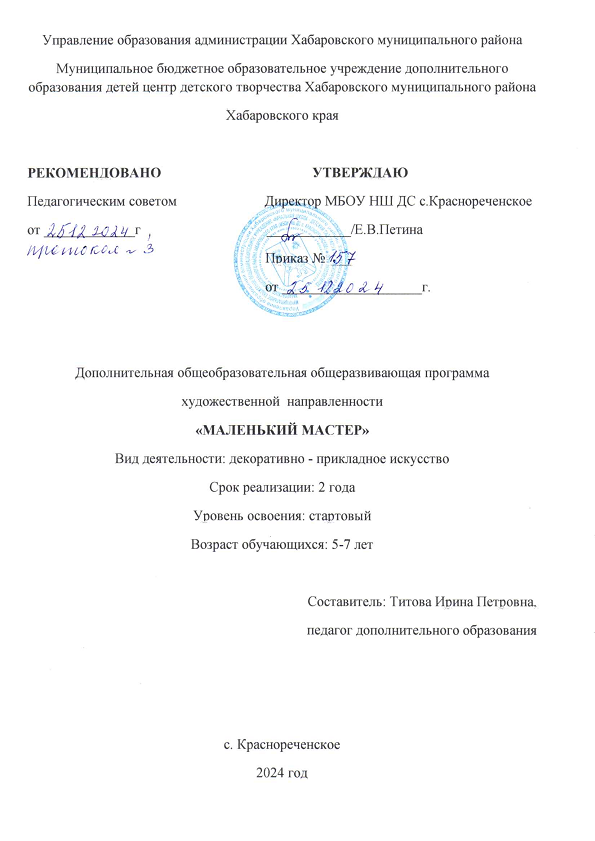 Управление образования администрации Хабаровского муниципального района
Муниципальное бюджетное образовательное учреждение дополнительного
образования детей центр детского творчества Хабаровского муниципального района
Хабаровского края
РЕКОМЕНДОВАНО
Педагогическим советом
от 25 12 2024 г,
протокол № 3
УТВЕРЖДАЮ
Директор МБОУ НШ ДС с.Краснореченское
/Е.В.Петина
Приказ № 157
от 25 12 2024 г.
Дополнительная общеобразовательная общеразвивающая программа
художественной направленности
«МАЛЕНЬКИЙ МАСТЕР»
Вид деятельности: декоративно - прикладное искусство
Срок реализации: 2 года
Уровень освоения: стартовый
Возраст обучающихся: 5-7 лет
Составитель: Титова Ирина Петровна,
педагог дополнительного образования
с. Краснореченское
2024 год